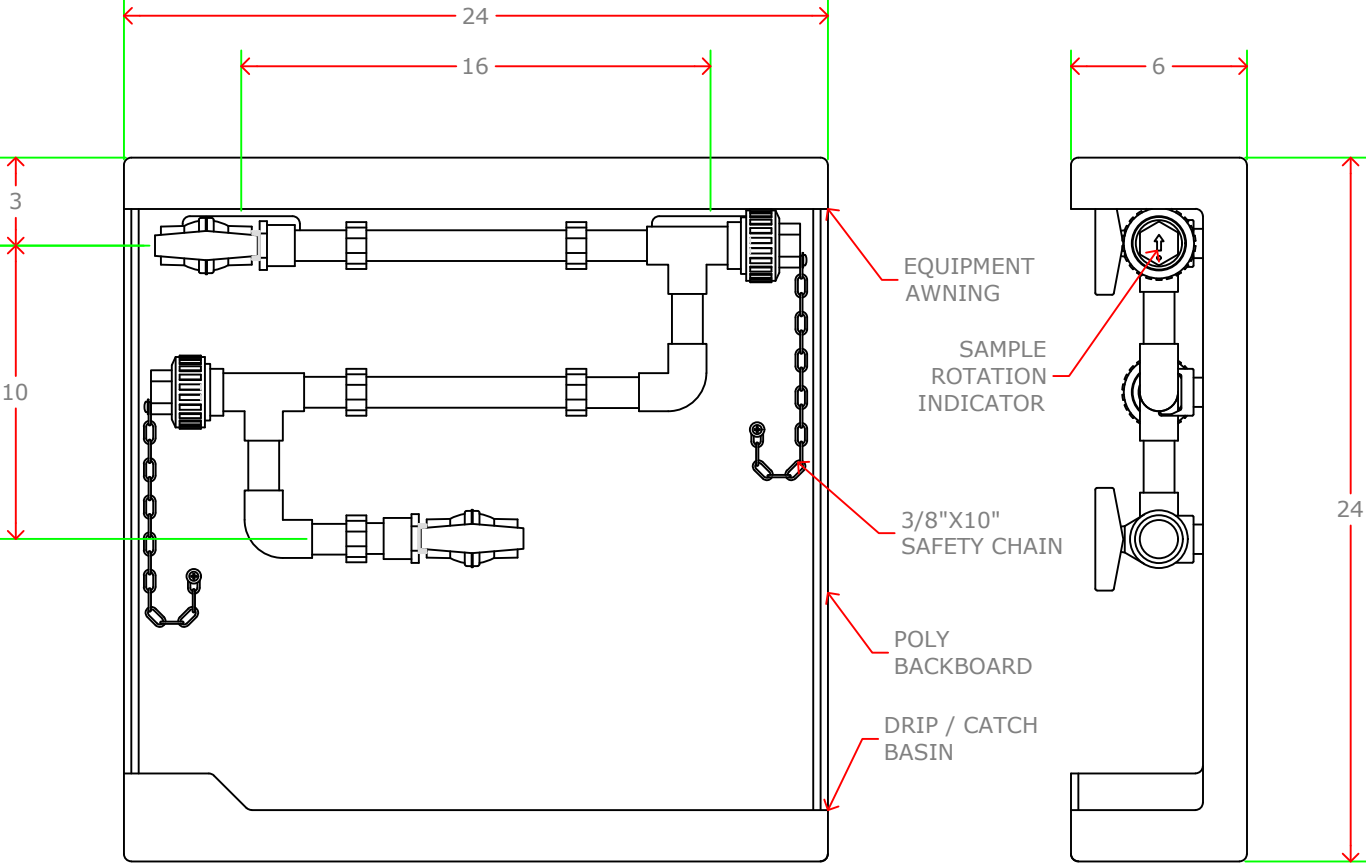 24
16
6
3
10
24
EQUIPMENT
AWNING
SAMPLE
ROTATION
INDICATOR
3/8"X10"
SAFETY CHAIN
POLY
BACKBOARD
DRIP / CATCH
BASIN